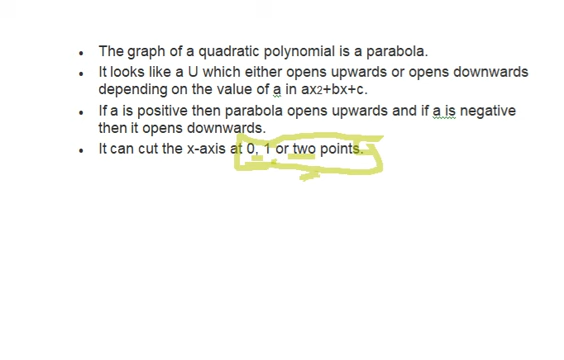 • The graph of a quadratic polynomial is a parabola.
• It looks like a U which either opens upwards or opens downwards
depending on the value of a in ax2+bx+c.
• If a is positive then parabola opens upwards and if a is negative
then it opens downwards.
• It can cut the x-axis at 0, 1 or two points.